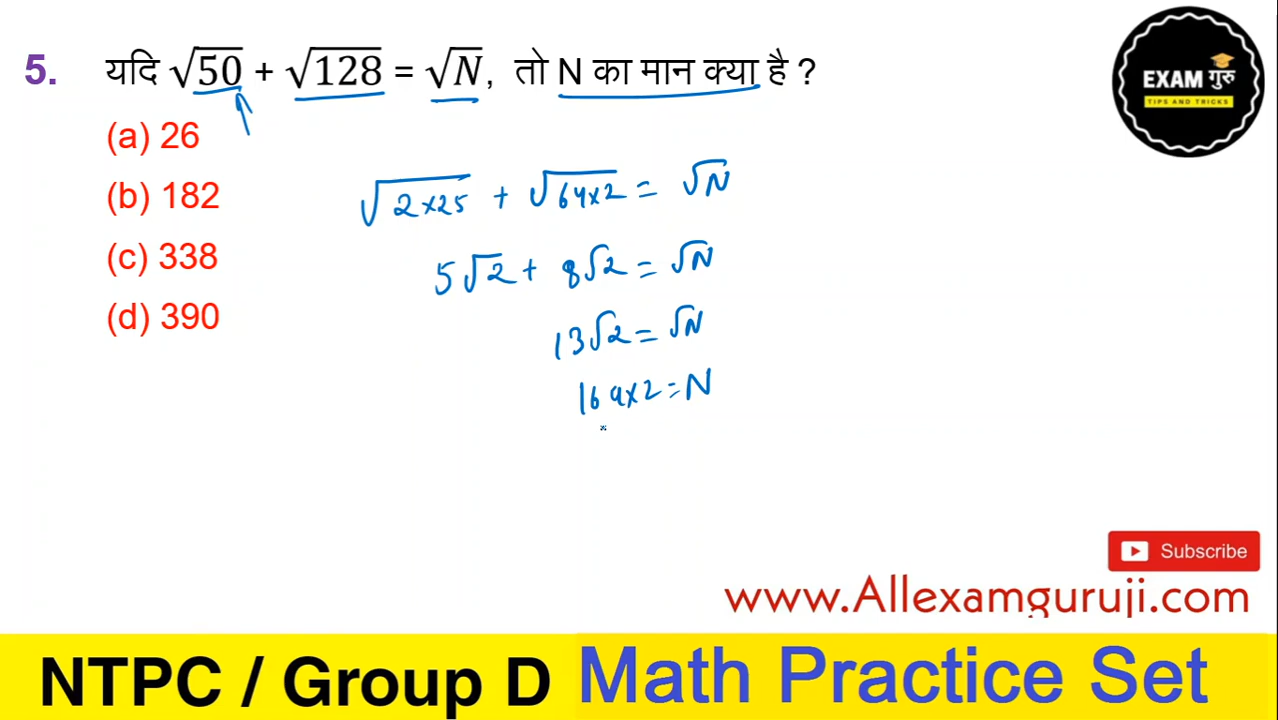 5. यदि √50 + √128 = √N, तो N का मान क्या है ?
(a) 26
(b) 182
(c) 338
(d) 390
√2×25 + √64×2 = √N
5√2 + 8√2 = √N
13√2 = √N
169×2 = N
EXAM गुरु
TIPS AND TRICKS
Subscribe
www.Allexamguruji.com
NTPC / Group D Math Practice Set